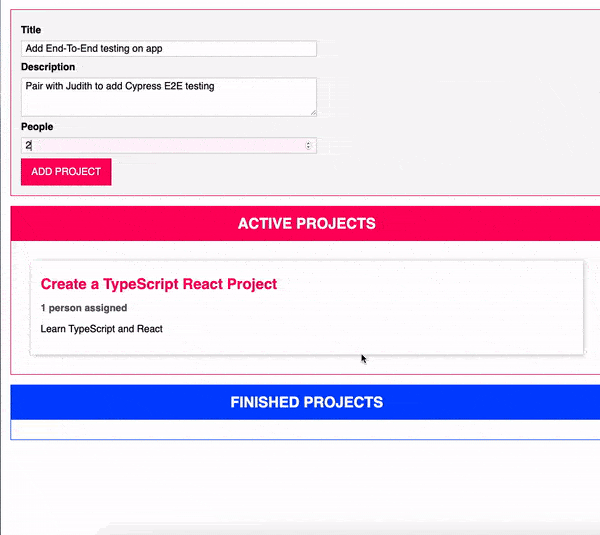 Title
Add End-To-End testing on app
Description
Pair with Judith to add Cypress E2E testing
People
2
ADD PROJECT
ACTIVE PROJECTS
Create a TypeScript React Project
1 person assigned
Learn TypeScript and React
FINISHED PROJECTS